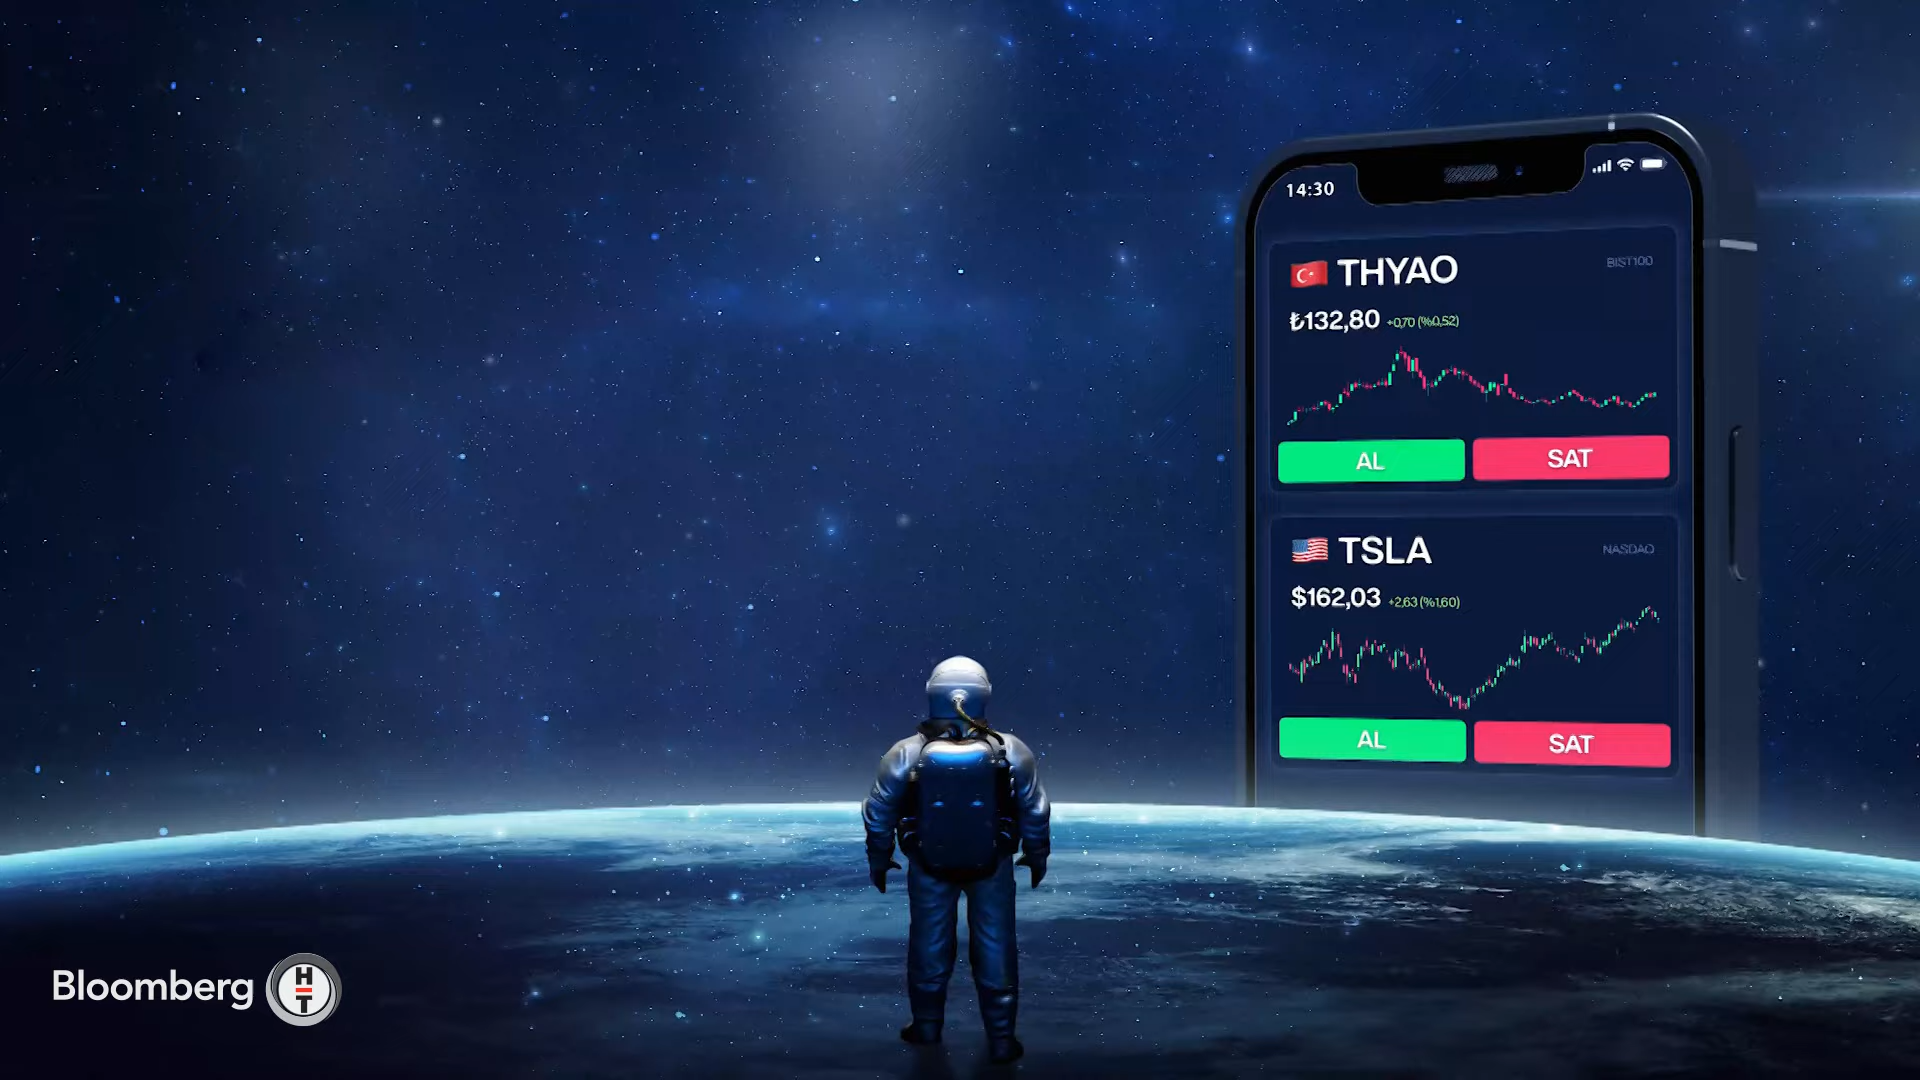 14:30
THYAO
BIST100
₺132,80 +0,70 (%0,52)
AL
SAT
TSLA
NASDAQ
$162,03 +2,63 (%1,60)
AL
SAT
Bloomberg HT